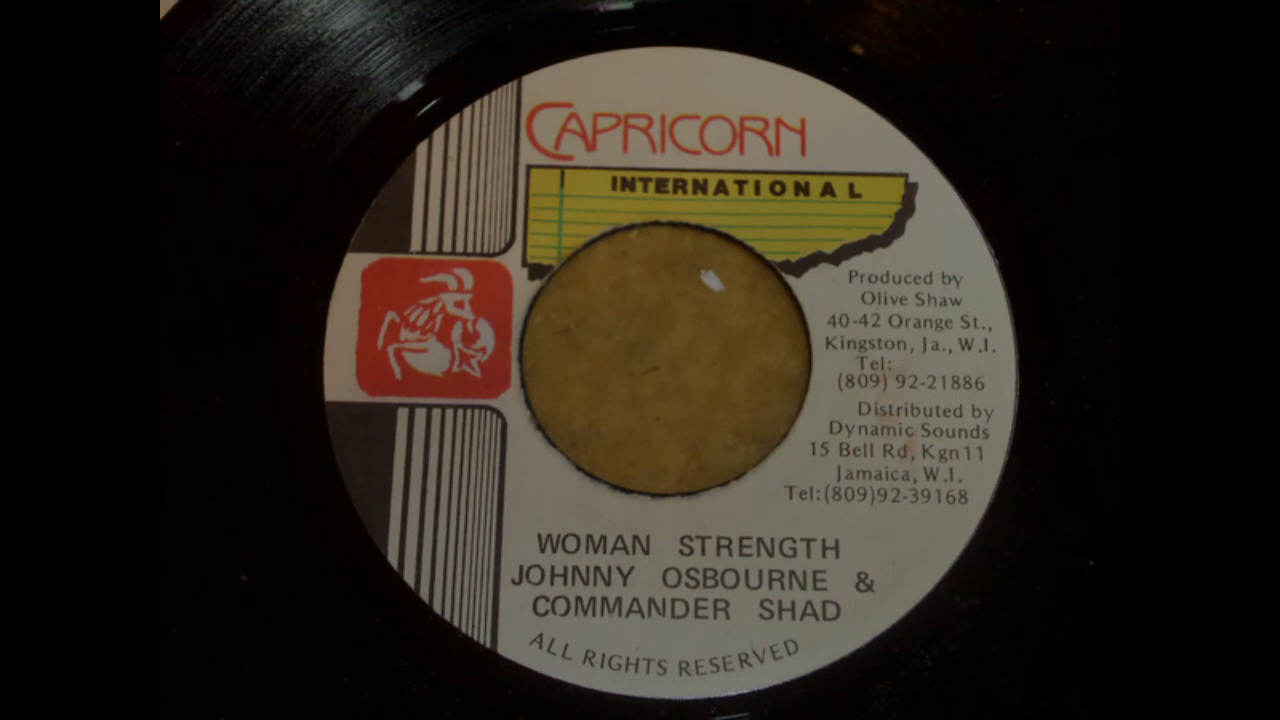 CAPRICORN
INTERNATIONAL
Produced by
Olive Shaw
40-42 Orange St.,
Kingston, Ja., W.I.
Tel:
(809) 92-21886
Distributed by
Dynamic Sounds
15 Bell Rd, Kgn11
Jamaica, W.I.
Tel:(809)92-39168
WOMAN STRENGTH
JOHNNY OSBOURNE &
COMMANDER SHAD
ALL RIGHTS RESERVED